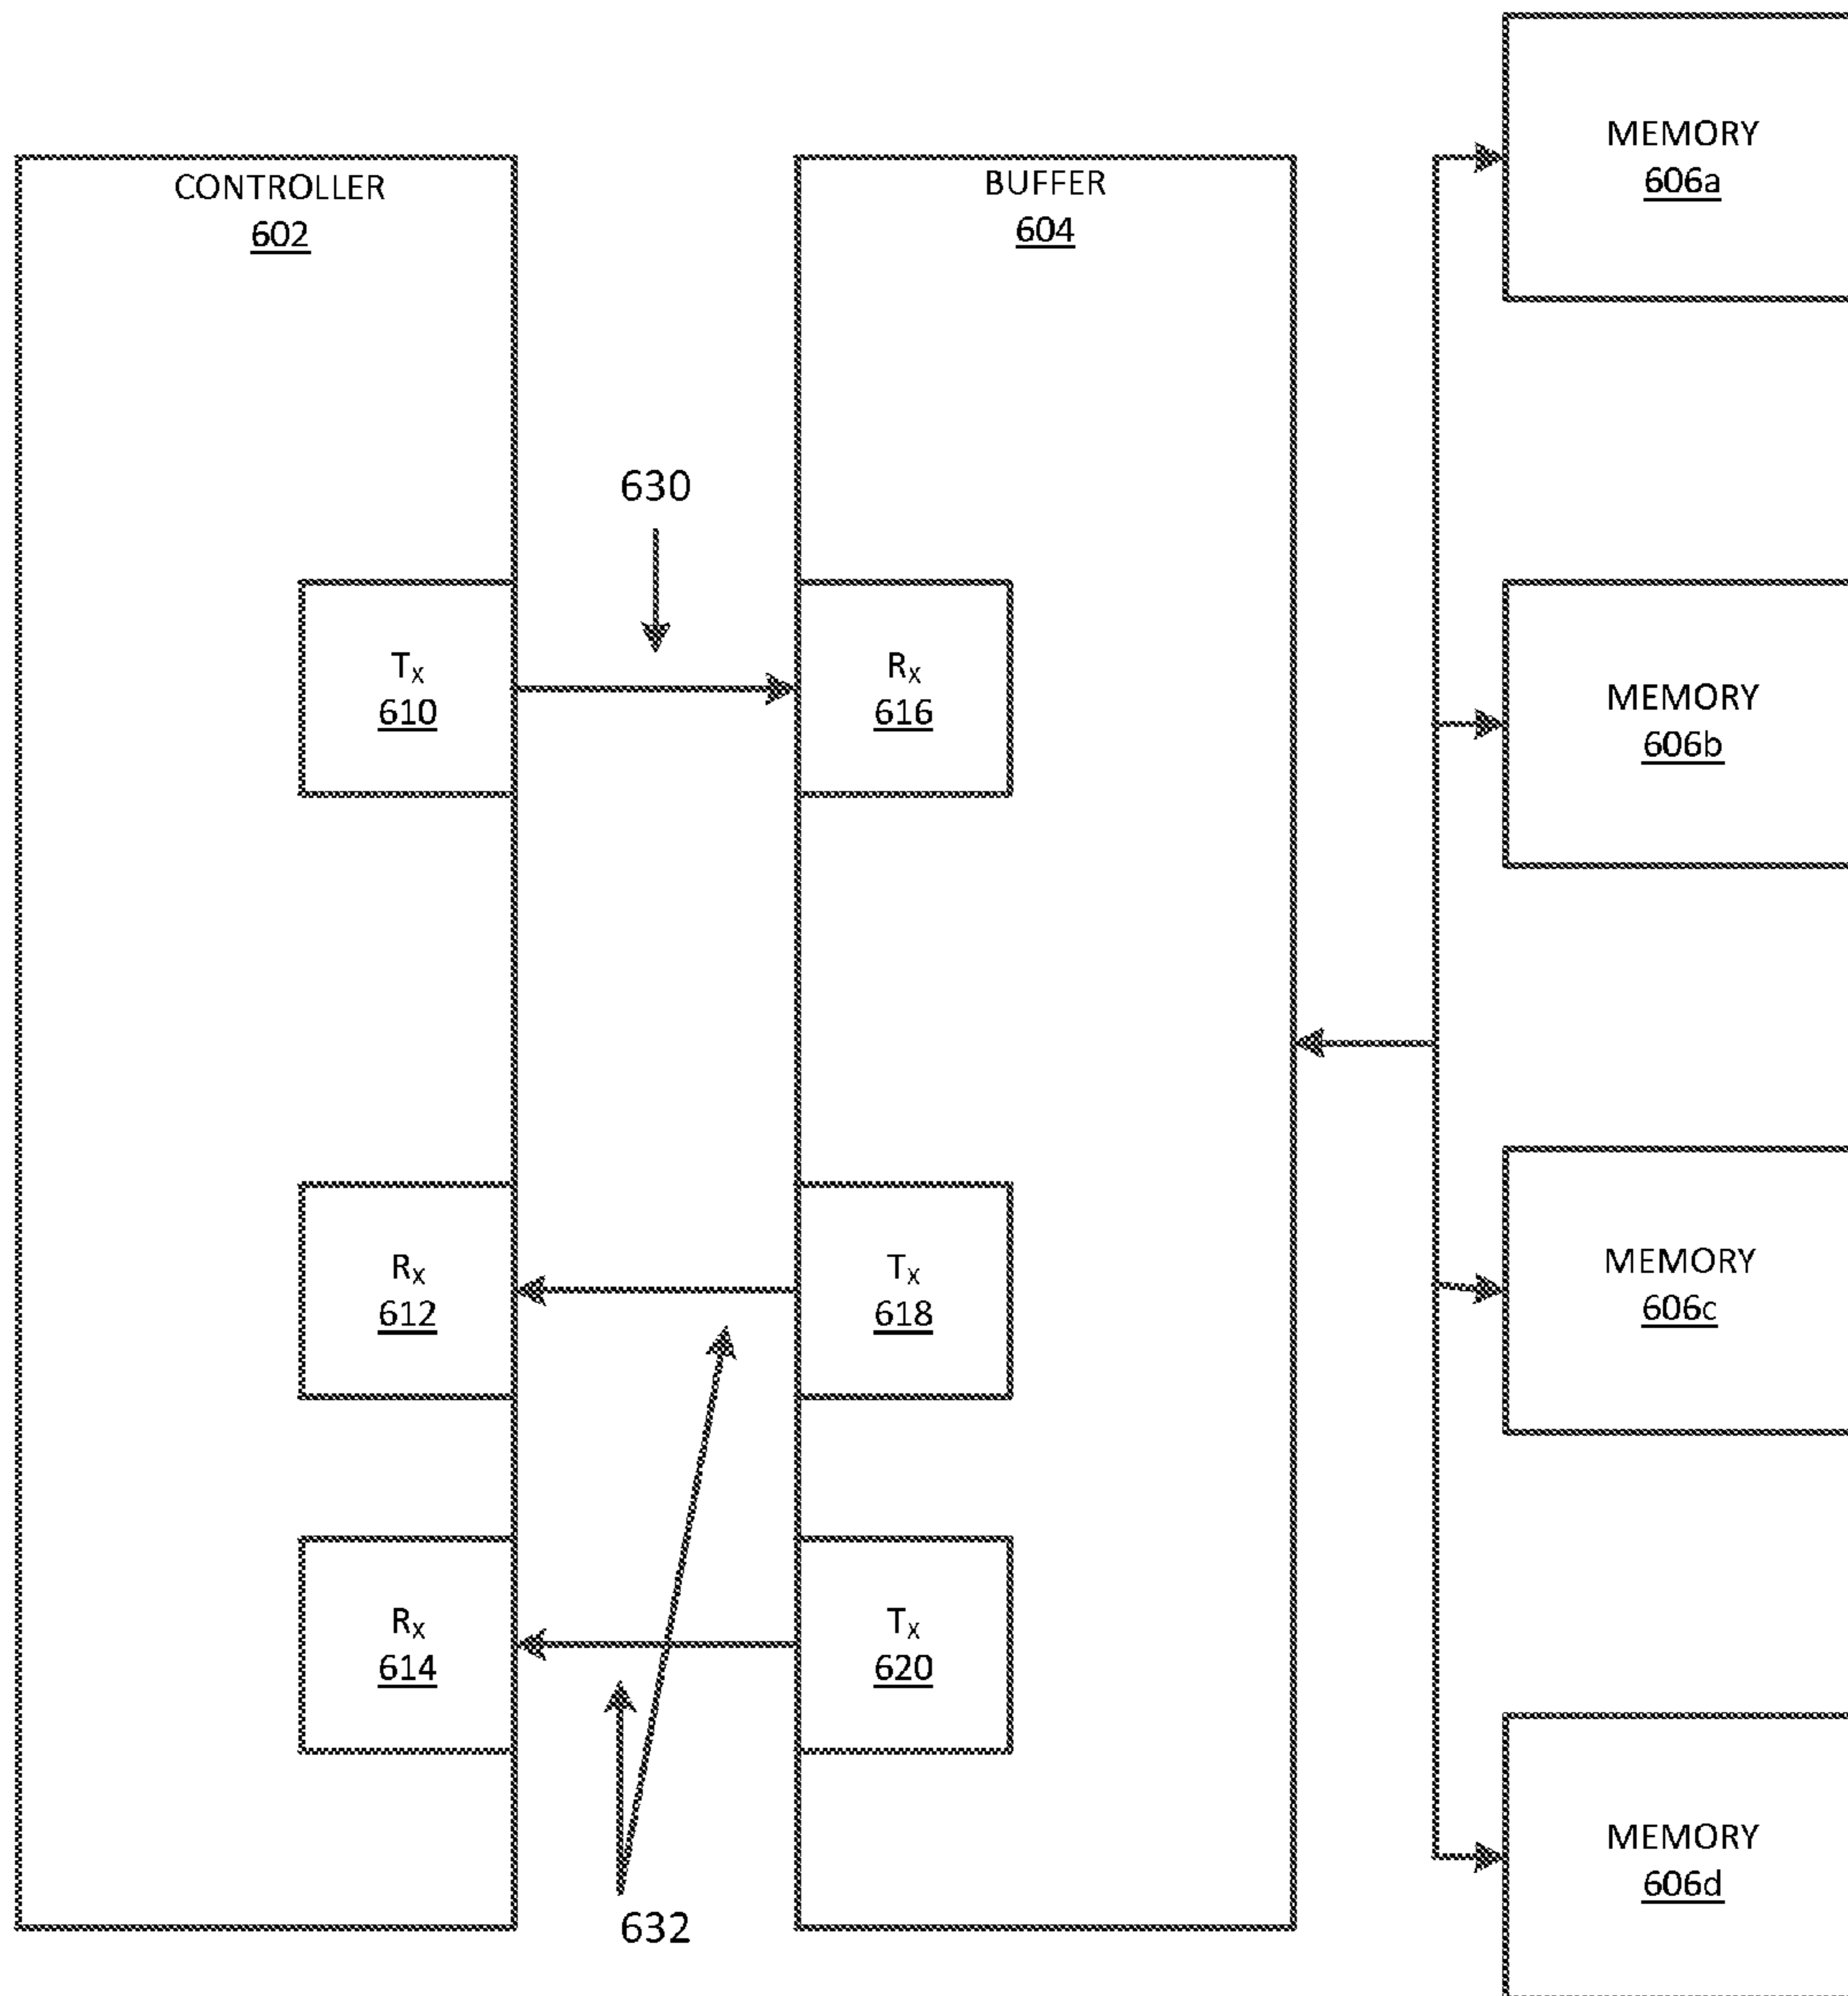 MEMORY
606a
CONTROLLER
602
BUFFER
604
630
Tx
610
Rx
616
MEMORY
606b
Rx
612
Tx
618
MEMORY
606c
Rx
614
Tx
620
MEMORY
606d
632